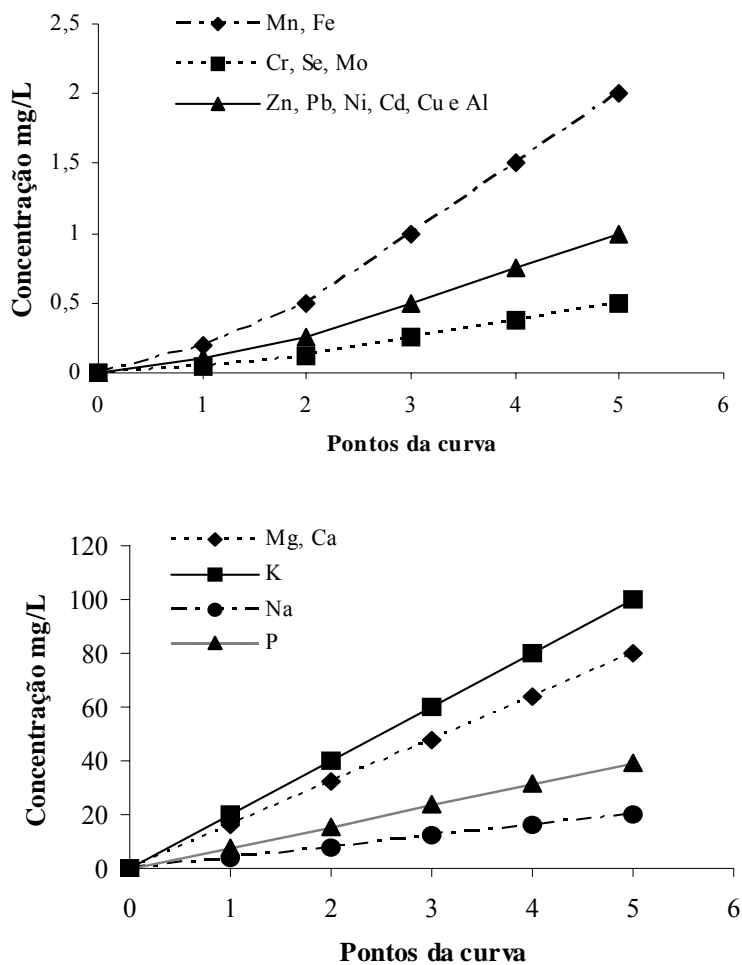 2,5
2
1,5
1
0,5
0
Concentração mg/L
Mn, Fe
Cr, Se, Mo
Zn, Pb, Ni, Cd, Cu e Al
0 1 2 3 4 5 6
Pontos da curva
120
100
80
60
40
20
0
Concentração mg/L
Mg, Ca
K
Na
P
0 1 2 3 4 5 6
Pontos da curva